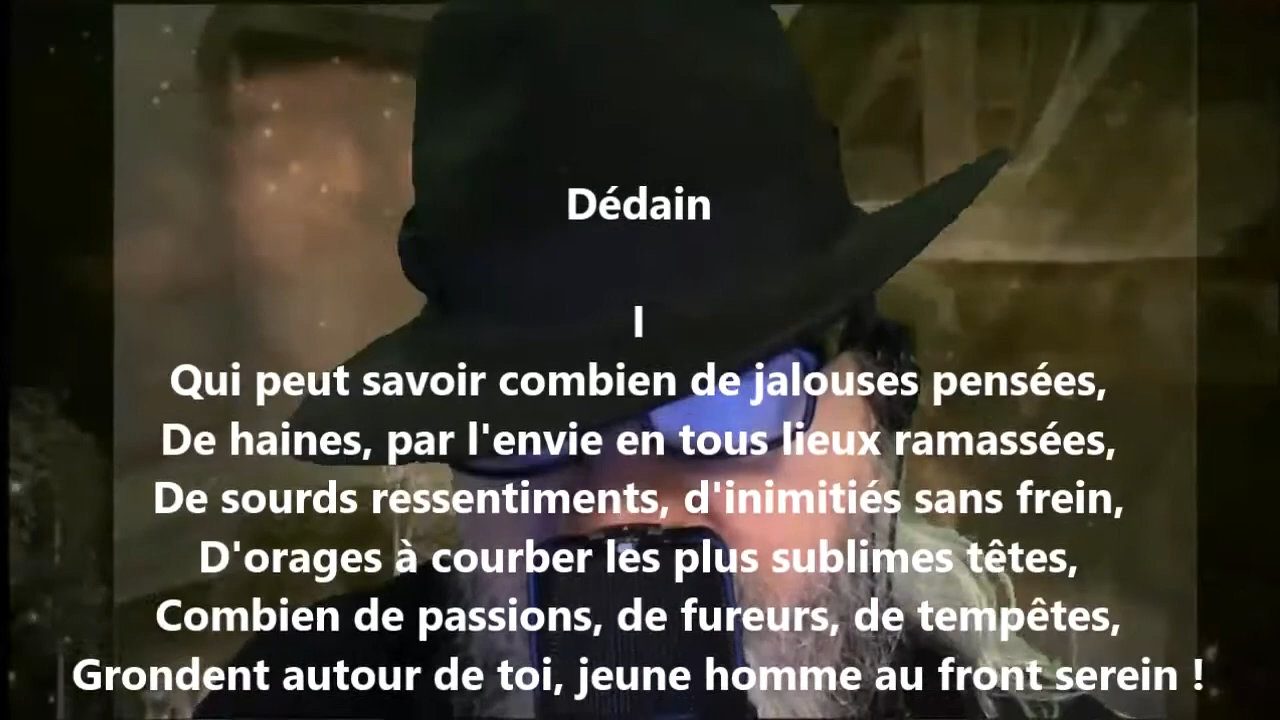 Dédain
I
Qui peut savoir combien de jalouses pensées,
De haines, par l'envie en tous lieux ramassées,
De sourds ressentiments, d'inimitiés sans frein,
D'orages à courber les plus sublimes têtes,
Combien de passions, de fureurs, de tempêtes,
Grondent autour de toi, jeune homme au front serein !